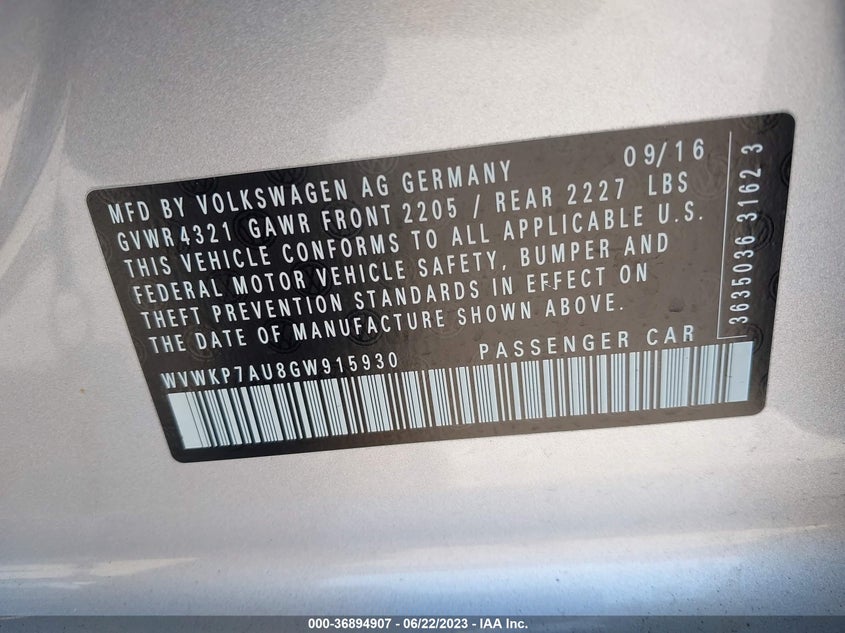 MFD BY VOLKSWAGEN AG GERMANY 09/16
GVWR 4321 GAWR FRONT 2205 / REAR 2227 LBS
THIS VEHICLE CONFORMS TO ALL APPLICABLE U.S.
FEDERAL MOTOR VEHICLE SAFETY, BUMPER AND
THEFT PREVENTION STANDARDS IN EFFECT ON
THE DATE OF MANUFACTURE SHOWN ABOVE.
WVWKP7AU8GW915930 PASSENGER CAR
3635036 3162 3
000-36894907 - 06/22/2023 - IAA Inc.